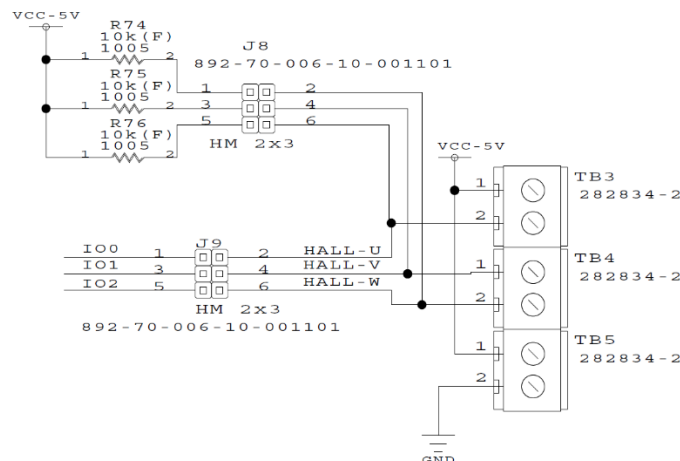 VCC-5V
R74
10k(F)
1005
1
2
R75
10k(F)
1005
R76
10k(F)
1005
1
2
J8
892-70-006-10-001101
1
2
3
4
5
6
HM 2x3
VCC-5V
1
2
TB3
282834-2
1
2
TB4
282834-2
1
2
TB5
282834-2
GND
J9
IO0
1
2
HALL-U
IO1
3
4
HALL-V
IO2
5
6
HALL-W
HM 2x3
892-70-006-10-001101
1
2